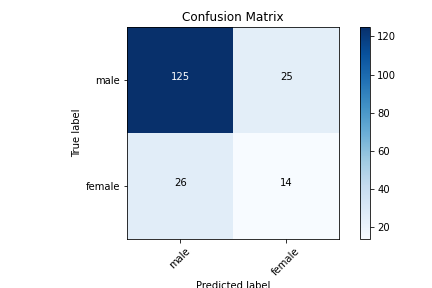 Confusion Matrix
True label
male
125
25
female
26
14
male
female
Predicted label
120
100
80
60
40
20